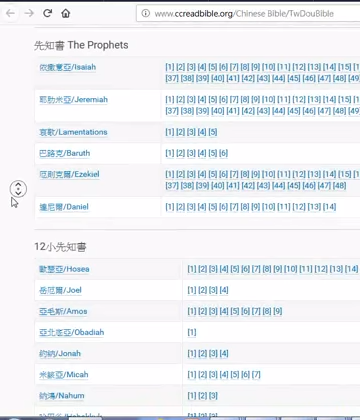 www.ccreadbible.org/Chinese Bible/TwDouBible
先知書 The Prophets
依撒意亞/Isaiah [1] [2] [3] [4] [5] [6] [7] [8] [9] [10] [11] [12] [13] [14] [15]
[37] [38] [39] [40] [41] [42] [43] [44] [45] [46] [47] [48] [49
耶肋米亞/Jeremiah [1] [2] [3] [4] [5] [6] [7] [8] [9] [10] [11] [12] [13] [14] [15]
[37] [38] [39] [40] [41] [42] [43] [44] [45] [46] [47] [48] [49
哀歌/Lamentations [1] [2] [3] [4] [5]
巴路克/Baruth [1] [2] [3] [4] [5] [6]
厄則克爾/Ezekiel [1] [2] [3] [4] [5] [6] [7] [8] [9] [10] [11] [12] [13] [14] [15]
[37] [38] [39] [40] [41] [42] [43] [44] [45] [46] [47] [48]
達尼爾/Daniel [1] [2] [3] [4] [5] [6] [7] [8] [9] [10] [11] [12] [13] [14]
12小先知書
歐瑟亞/Hosea [1] [2] [3] [4] [5] [6] [7] [8] [9] [10] [11] [12] [13] [14]
岳厄爾/Joel [1] [2] [3] [4]
亞毛斯/Amos [1] [2] [3] [4] [5] [6] [7] [8] [9]
亞北底亞/Obadiah [1]
約納/Jonah [1] [2] [3] [4]
米該亞/Micah [1] [2] [3] [4] [5] [6] [7]
納鴻/Nahum [1] [2] [3]